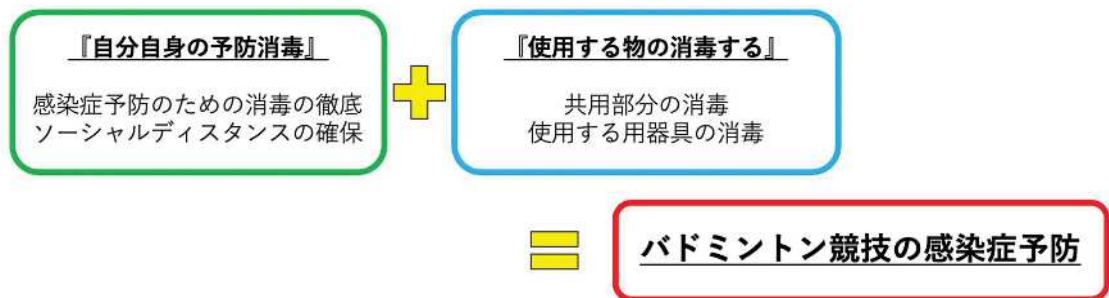 『自分自身の予防消毒』
感染症予防のための消毒の徹底
ソーシャルディスタンスの確保
『使用する物の消毒する』
共用部分の消毒
使用する用器具の消毒
バドミントン競技の感染症予防